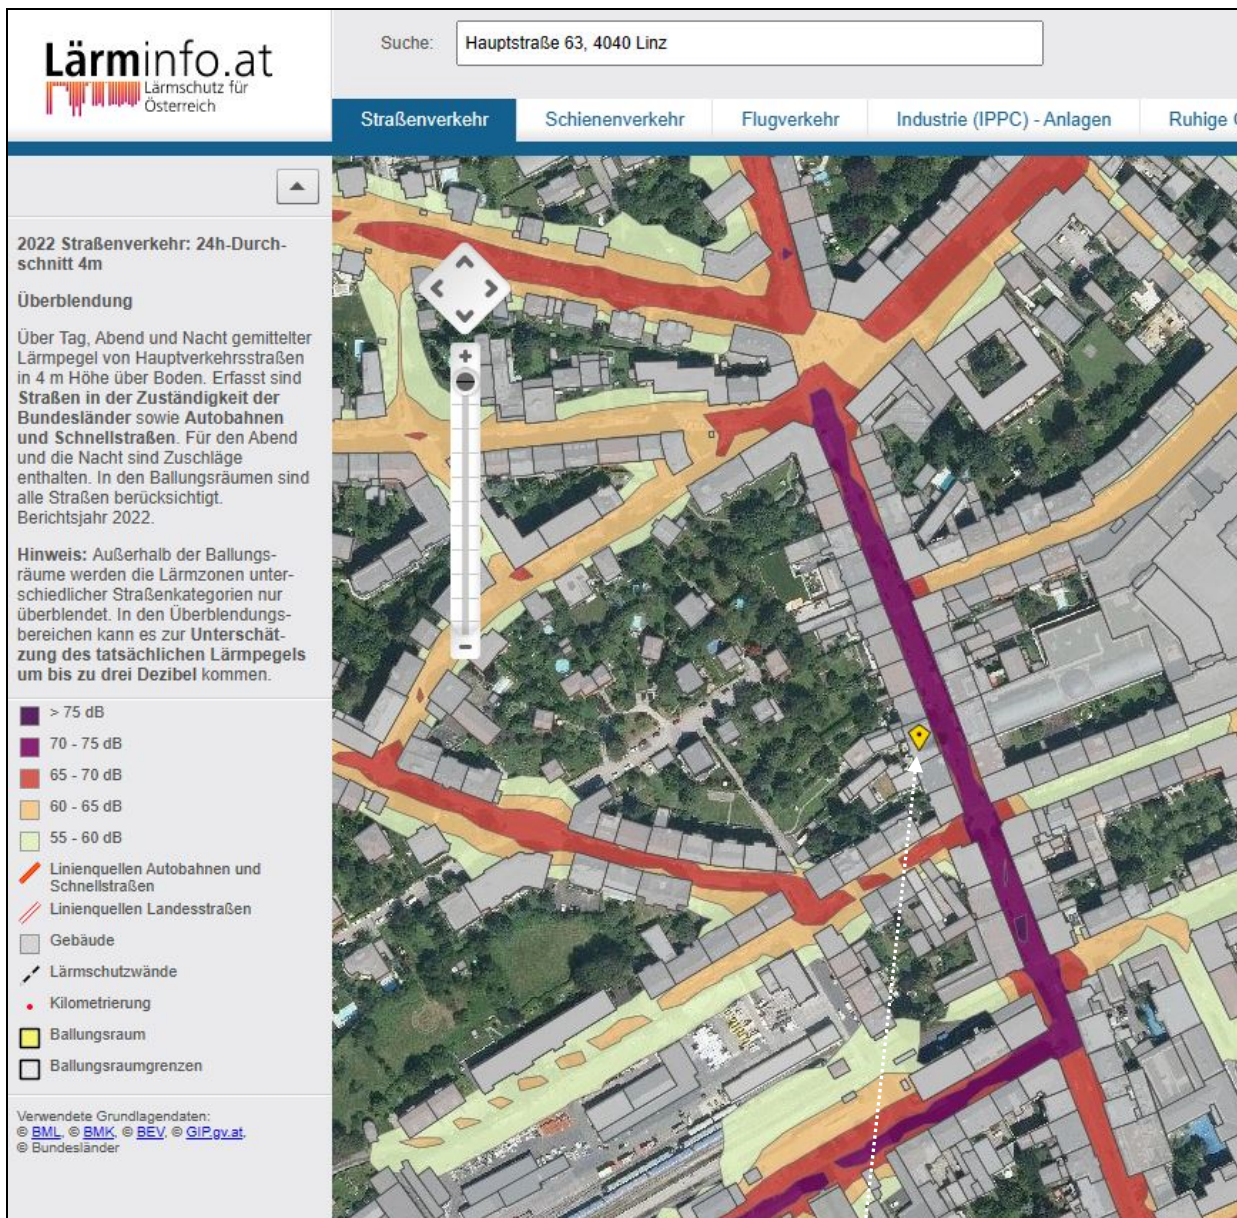 Lärminfo.at
Lärmschutz für
Österreich
Suche:
Hauptstraße 63, 4040 Linz
Straßenverkehr
Schienenverkehr
Flugverkehr
Industrie (IPPC) - Anlagen
Ruhige
2022 Straßenverkehr: 24h-Durch-
schnitt 4m
Überblendung
Über Tag, Abend und Nacht gemittelter
Lärmpegel von Hauptverkehrsstraßen
in 4 m Höhe über Boden. Erfasst sind
Straßen in der Zuständigkeit der
Bundesländer sowie Autobahnen
und Schnellstraßen. Für den Abend
und die Nacht sind Zuschläge
enthalten. In den Ballungsräumen sind
alle Straßen berücksichtigt.
Berichtsjahr 2022.
Hinweis: Außerhalb der Ballungs-
räume werden die Lärmzonen unter-
schiedlicher Straßenkategorien nur
überblendet. In den Überblendungs-
bereichen kann es zur Unterschät-
zung des tatsächlichen Lärmpegels
um bis zu drei Dezibel kommen.
> 75 dB
70 - 75 dB
65 - 70 dB
60 - 65 dB
55 - 60 dB
Linienquellen Autobahnen und
Schnellstraßen
Linienquellen Landesstraßen
Gebäude
Lärmschutzwände
Kilometrierung
Ballungsraum
Ballungsraumgrenzen
Verwendete Grundlagendaten:
© BML, © BMK, © BEV, © GIP.gv.at,
© Bundesländer